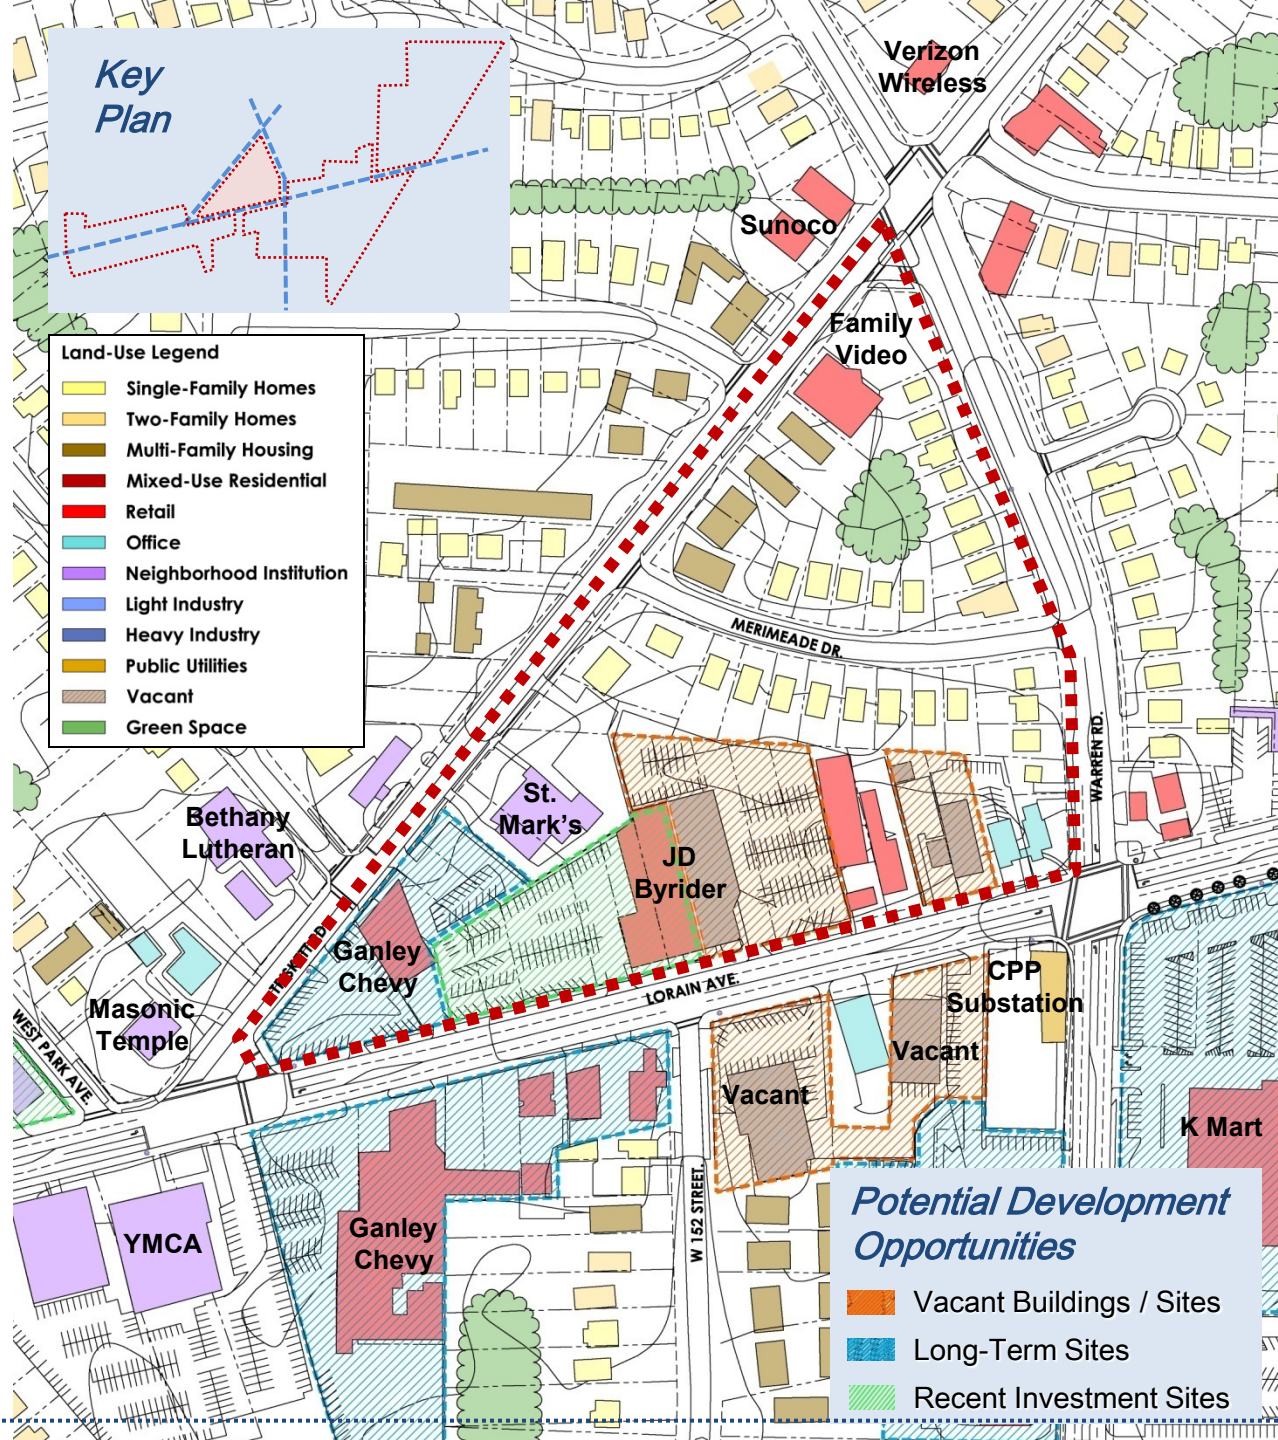 Key
Plan
Verizon
Wireless
Sunoco
Family
Video
Land-Use Legend
Single-Family Homes
Two-Family Homes
Multi-Family Housing
Mixed-Use Residential
Retail
Office
Neighborhood Institution
Light Industry
Heavy Industry
Public Utilities
Vacant
Green Space
MERIMEADE DR.
WARREN RD.
St.
Mark's
Bethany
Lutheran
JD
Byrider
Ganley
Chevy
LORAIN AVE.
CPP
Substation
Masonic
Temple
WEST PARK AVE.
Vacant
Vacant
K Mart
W 152 STREET.
YMCA
Ganley
Chevy
Potential Development
Opportunities
Vacant Buildings / Sites
Long-Term Sites
Recent Investment Sites